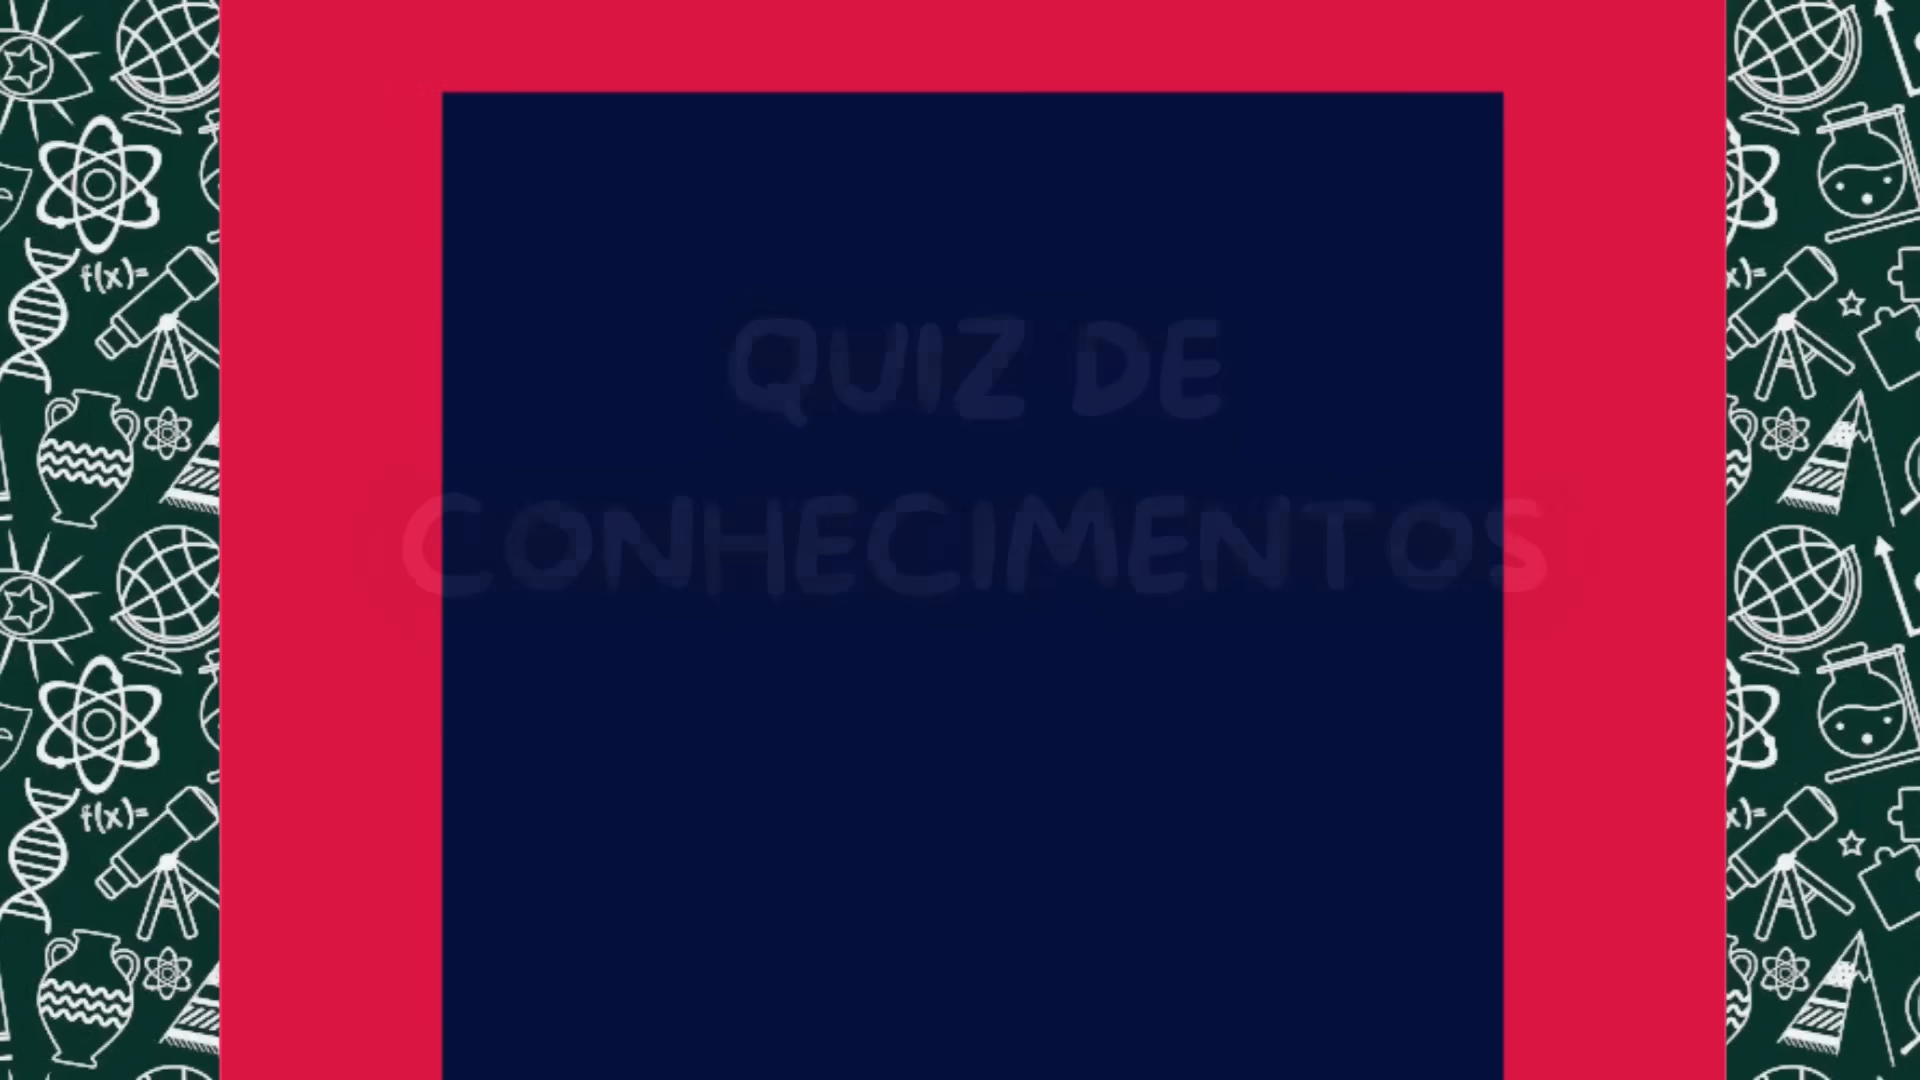 QUIZ DE
CONHECIMENTOS
f(x)=
x)=
f(x)=
x)=